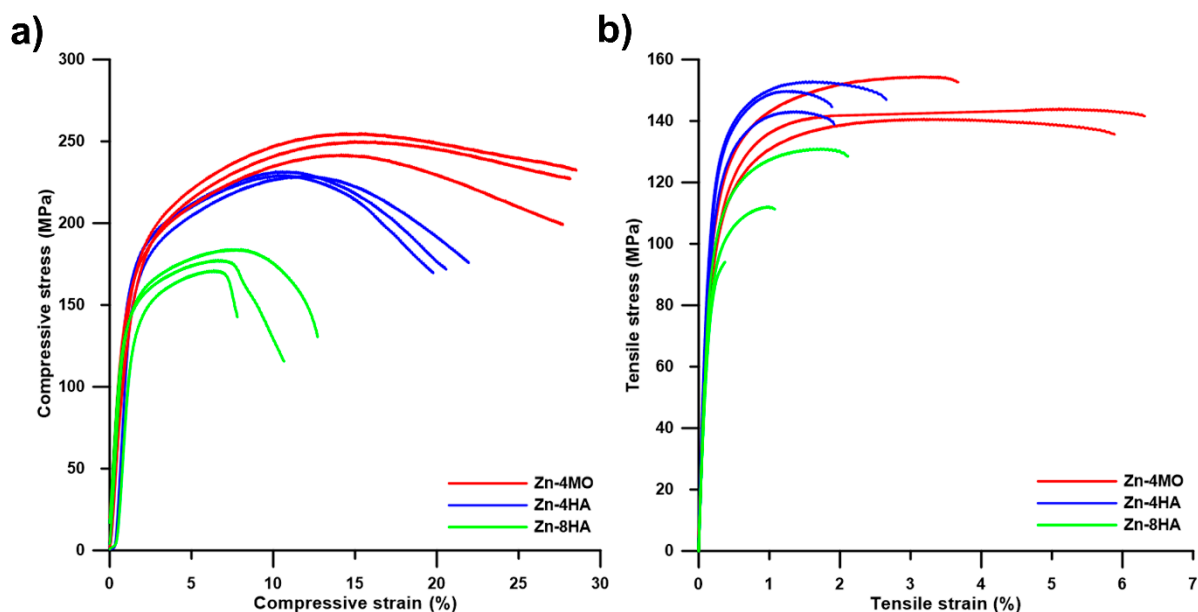 a)
300
250
200
150
100
50
0
Compressive stress (MPa)
0 5 10 15 20 25 30
Compressive strain (%)
Zn-4MO
Zn-4HA
Zn-8HA
b)
160
140
120
100
80
60
40
20
0
Tensile stress (MPa)
0 1 2 3 4 5 6 7
Tensile strain (%)
Zn-4MO
Zn-4HA
Zn-8HA